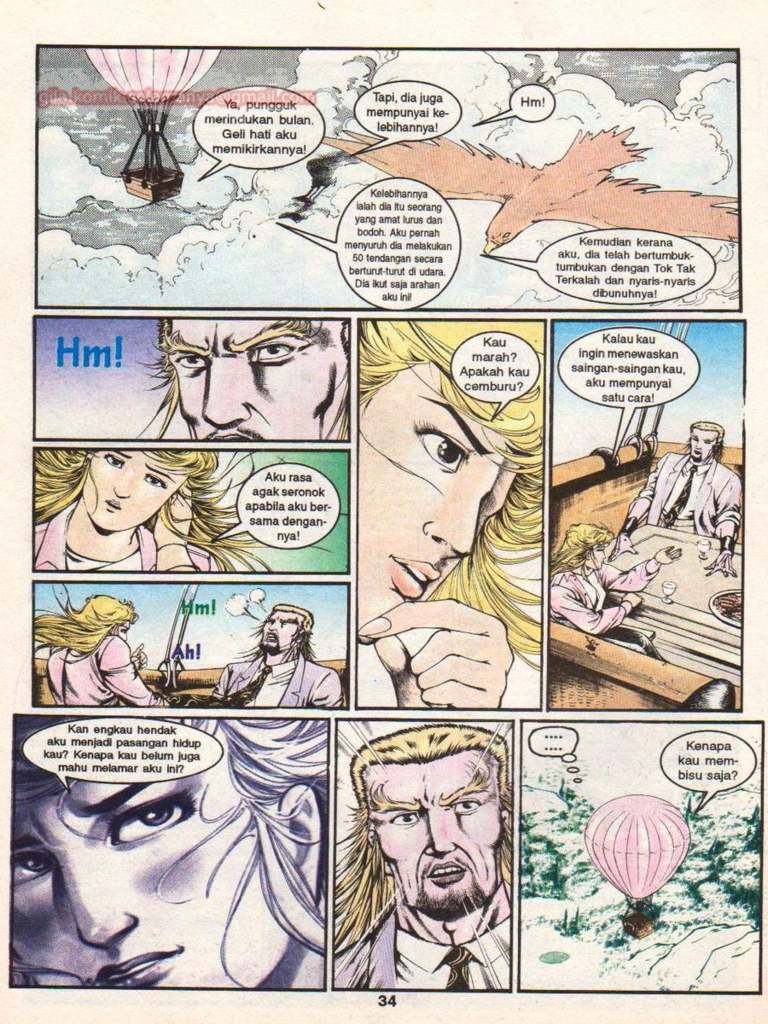 Ya, pungguk
merindukan bulan.
Geli hati aku
memikirkannya!
Tapi, dia juga
mempunyai ke-
lebihannya!
Hm!
Kelebihannya
ialah dia itu seorang
yang amat lurus dan
bodoh. Aku pernah
menyuruh dia melakukan
50 tendangan secara
berturut-turut di udara.
Dia ikut saja arahan
aku ini!
Kemudian kerana
aku, dia telah bertumbuk-
tumbukan dengan Tok Tak
Terkalah dan nyaris-nyaris
dibunuhnya!
Hm!
Aku rasa
agak seronok
apabila aku ber-
sama dengan-
nya!
Hm!
Ah!
Kau
marah?
Apakah kau
cemburu?
Kalau kau
ingin menewaskan
saingan-saingan kau,
aku mempunyai
satu cara!
Kan engkau hendak
aku menjadi pasangan hidup
kau? Kenapa kau belum juga
mahu melamar aku ini?
....
....
Kenapa
kau mem-
bisu saja?
34